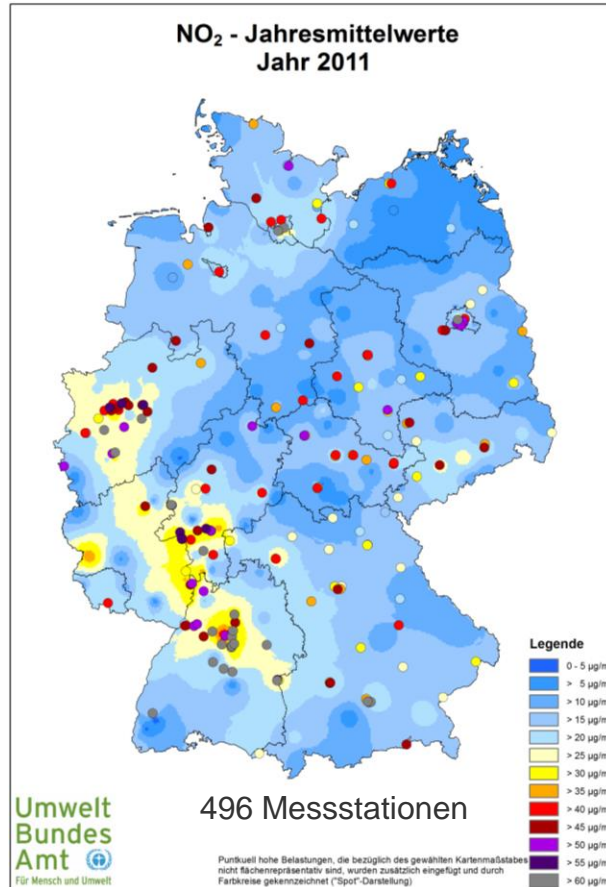 NO₂ - Jahresmittelwerte
Jahr 2011
Legende
0 - 5 µg/m
> 5 µg/m
> 10 µg/m
> 15 µg/m
> 20 µg/m
> 25 µg/m
> 30 µg/m
> 35 µg/m
> 40 µg/m
> 45 µg/m
> 50 µg/m
> 55 µg/m
> 60 µg/m
496 Messstationen
Umwelt
Bundes
Amt
Für Mensch und Umwelt
Punktuell hohe Belastungen, die bezüglich des gewählten Kartenmaßstabes
nicht flächenrepräsentativ sind, wurden zusätzlich eingefügt und durch
Farbkreise gekennzeichnet ("Spot"-Darstellung)